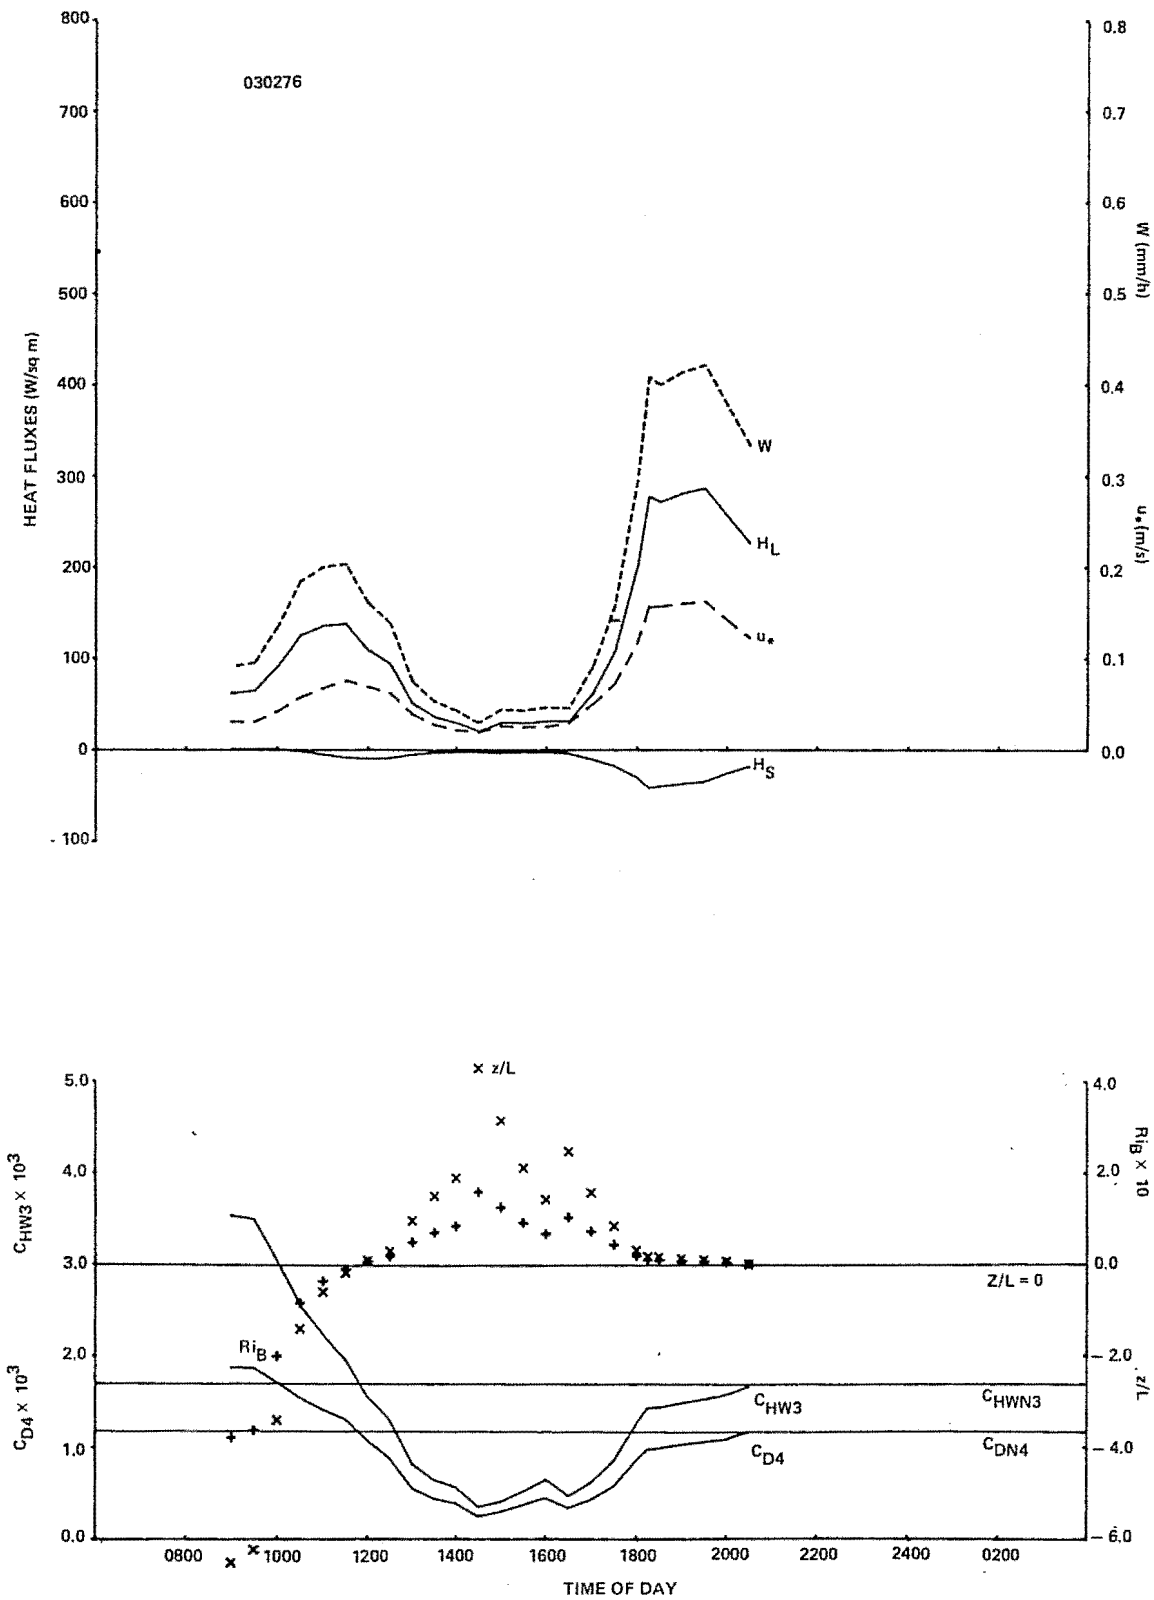 800
0.8
030276
700
0.7
600
0.6
W (mm/h)
500
0.5
HEAT FLUXES (W/sq m)
400
0.4
W
300
0.3
u* (m/s)
HL
200
0.2
u*
100
0.1
0
0.0
HS
- 100
× z/L
5.0
4.0
CHW3 × 10³
4.0
2.0
RiB × 10
3.0
0.0
Z/L = 0
RiB
2.0
– 2.0
z/L
CD4 × 10³
CHW3
CHWN3
1.0
CD4
CDN4
– 4.0
0.0
– 6.0
0800 1000 1200 1400 1600 1800 2000 2200 2400 0200
TIME OF DAY